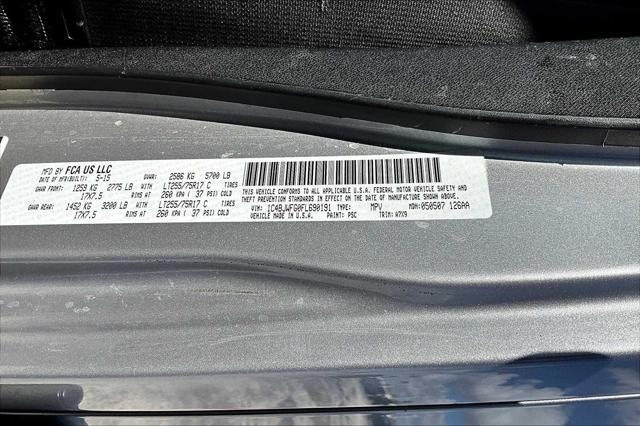 MFD BY FCA US LLC
DATE OF MFR(BUILT): 5-15 GVWR: 2586 KG 5700 LB
GAWR FRONT: 1259 KG 2775 LB WITH LT255/75R17 C TIRES
17X7.5 RIMS AT 260 KPA ( 37 PSI) COLD
GAWR REAR: 1452 KG 3200 LB WITH LT255/75R17 C TIRES
17X7.5 RIMS AT 260 KPA ( 37 PSI) COLD
THIS VEHICLE CONFORMS TO ALL APPLICABLE U.S.A. FEDERAL MOTOR VEHICLE SAFETY AND
THEFT PREVENTION STANDARDS IN EFFECT ON THE DATE OF MANUFACTURE SHOWN ABOVE.
VIN: 1C4BJWFG0FL690191 TYPE: MPV MDH: 050507 126AA
VEHICLE MADE IN U.S.A. PAINT: PSC TRIM: A7X9